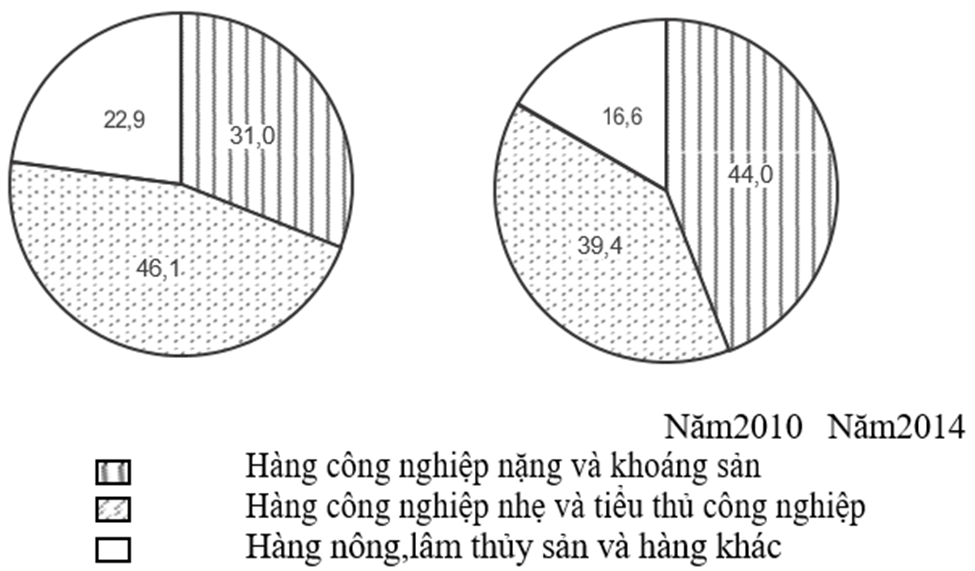 22,9
31,0
46,1
16,6
44,0
39,4
Năm2010 Năm2014
Hàng công nghiệp nặng và khoáng sản
Hàng công nghiệp nhẹ và tiểu thủ công nghiệp
Hàng nông,lâm thủy sản và hàng khác